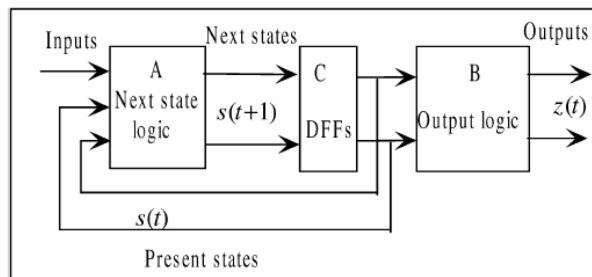 Inputs
Next states
Outputs
A
Next state
logic
s(t+1)
C
DFFs
B
Output logic
z(t)
s(t)
Present states